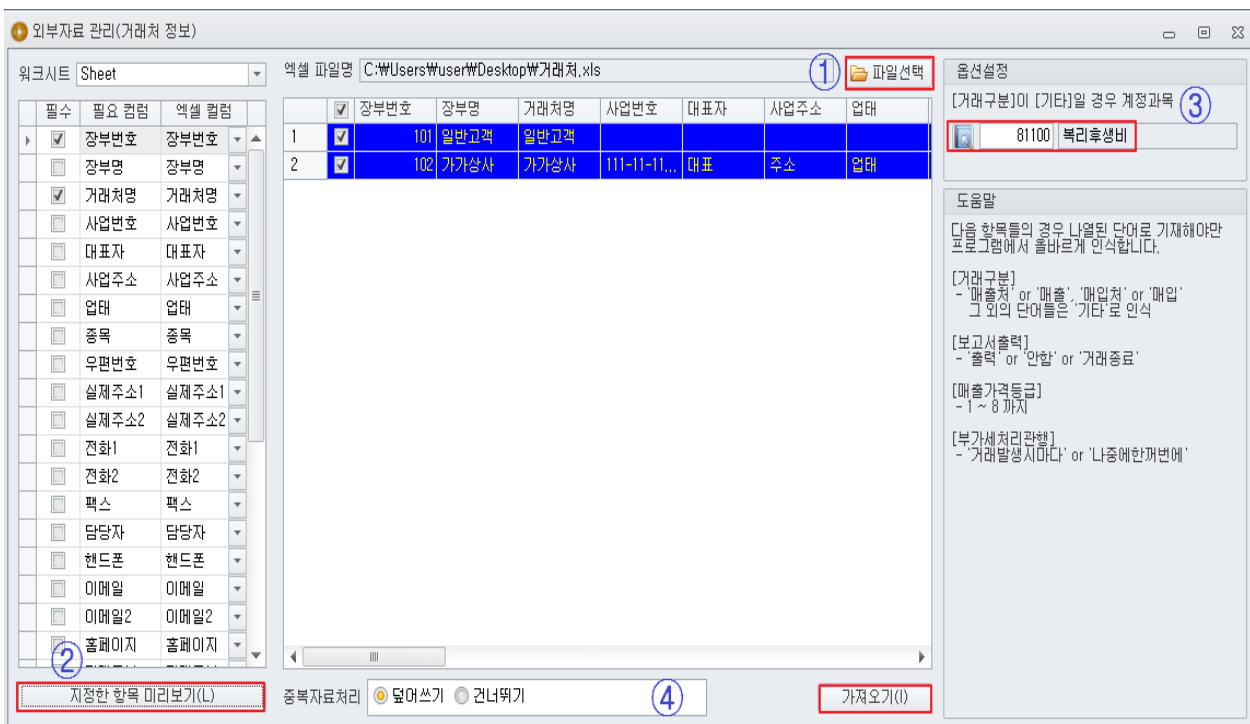 외부자료 관리(거래처 정보)
워크시트 Sheet
엑셀 파일명 C:₩Users₩user₩Desktop₩거래처.xls ① 파일선택
필수 필요 컬럼 엑셀 컬럼
장부번호 장부번호
장부명 장부명
거래처명 거래처명
사업번호 사업번호
대표자 대표자
사업주소 사업주소
업태 업태
종목 종목
우편번호 우편번호
실제주소1 실제주소1
실제주소2 실제주소2
전화1 전화1
전화2 전화2
팩스 팩스
담당자 담당자
핸드폰 핸드폰
이메일 이메일
이메일2 이메일2
홈페이지 홈페이지
②
지정한 항목 미리보기(L)
장부번호 장부명 거래처명 사업번호 대표자 사업주소 업태
1 101 일반고객 일반고객
2 102 가가상사 가가상사 111-11-11... 대표 주소 업태
중복자료처리 덮어쓰기 건너뛰기 ④ 가져오기(I)
옵션설정
[거래구분]이 [기타]일 경우 계정과목 ③
81100 복리후생비
도움말
다음 항목들의 경우 나열된 단어로 기재해야만
프로그램에서 올바르게 인식합니다.
[거래구분]
- '매출처' or '매출', '매입처' or '매입'
그 외의 단어들은 '기타'로 인식
[보고서출력]
- '출력' or '안함' or '거래종료'
[매출가격등급]
- 1 ~ 8 까지
[부가세처리관행]
- '거래발생시마다' or '나중에한꺼번에'